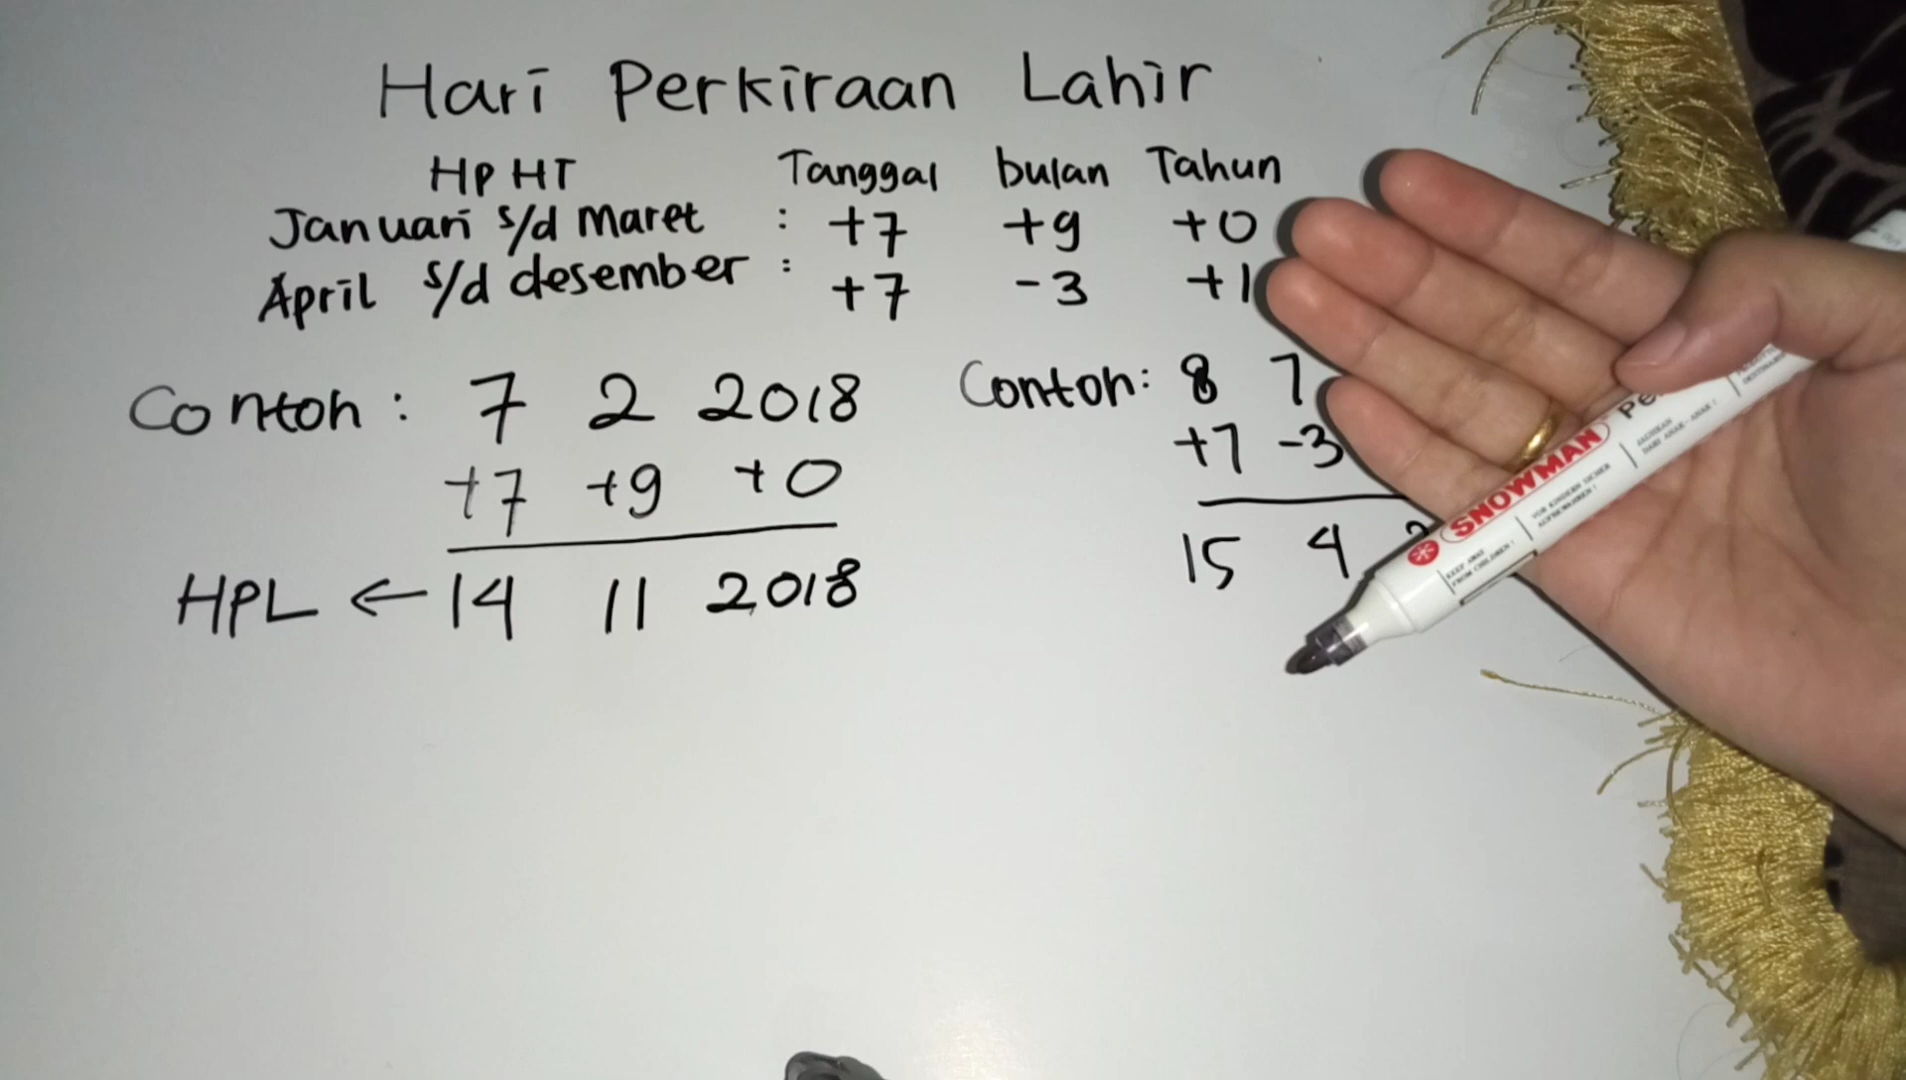 Hari Perkiraan Lahir
HPHT Tanggal bulan Tahun
Januari s/d maret : +7 +9 +0
April s/d desember : +7 -3 +1
Contoh : 7 2 2018
+7 +9 +0
HPL ← 14 11 2018
Contoh: 8 7
+7 -3
15 4
SNOWMAN